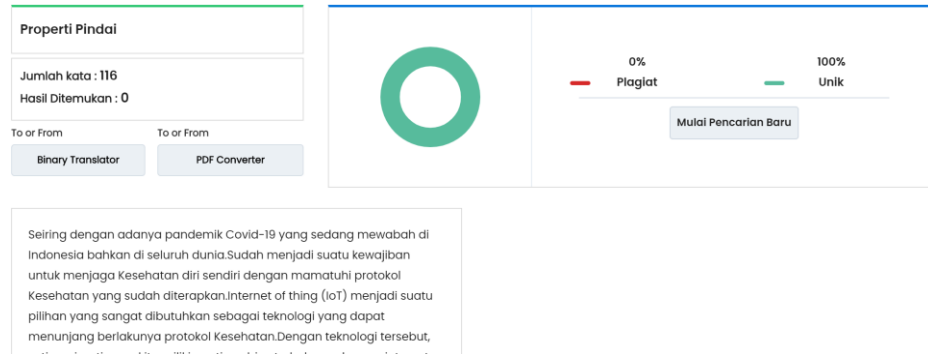 Properti Pindai
Jumlah kata : 116
Hasil Ditemukan : 0
To or From
To or From
Binary Translator
PDF Converter
0%
Plagiat
100%
Unik
Mulai Pencarian Baru
Seiring dengan adanya pandemik Covid-19 yang sedang mewabah di
Indonesia bahkan di seluruh dunia.Sudah menjadi suatu kewajiban
untuk menjaga Kesehatan diri sendiri dengan mamatuhi protokol
Kesehatan yang sudah diterapkan.Internet of thing (IoT) menjadi suatu
pilihan yang sangat dibutuhkan sebagai teknologi yang dapat
menunjang berlakunya protokol Kesehatan.Dengan teknologi tersebut,